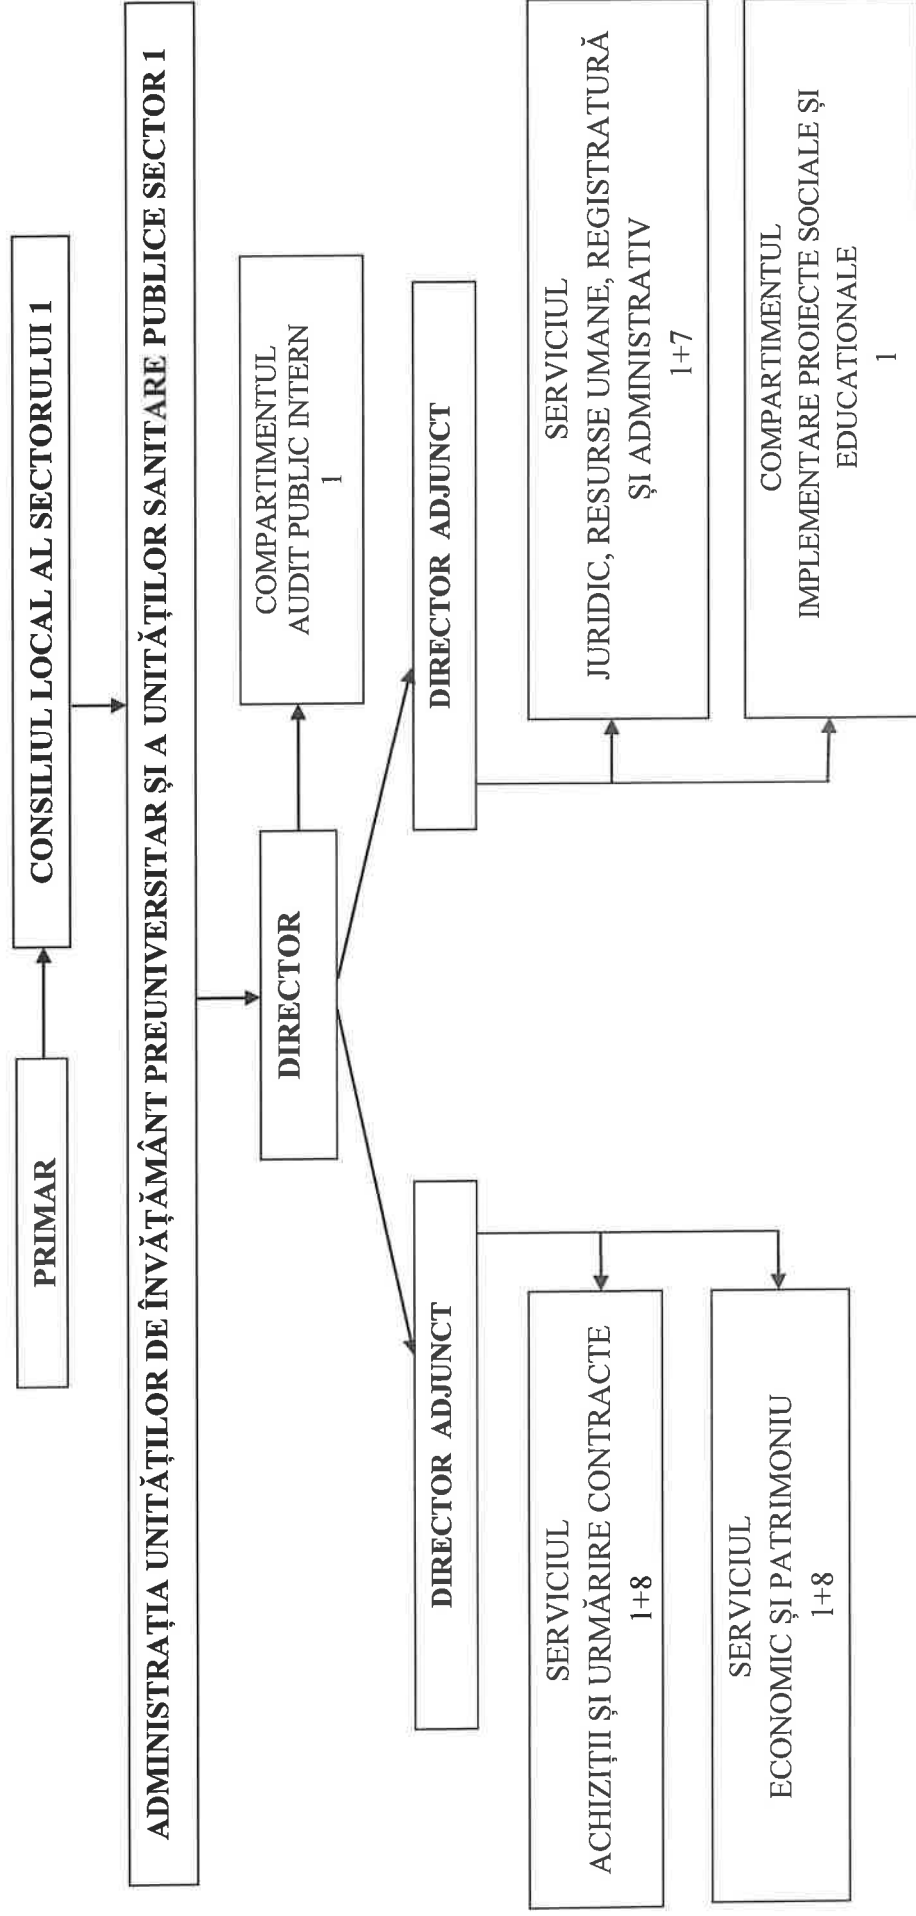 PRIMAR
CONSILIUL LOCAL AL SECTORULUI 1
ADMINISTRAȚIA UNITĂȚILOR DE ÎNVĂȚĂMÂNT PREUNIVERSITAR ȘI A UNITĂȚILOR SANITARE PUBLICE SECTOR 1
DIRECTOR
COMPARTIMENTUL
AUDIT PUBLIC INTERN
1
DIRECTOR ADJUNCT
SERVICIUL
ACHIZIȚII ȘI URMĂRIRE CONTRACTE
1+8
SERVICIUL
ECONOMIC ȘI PATRIMONIU
1+8
DIRECTOR ADJUNCT
SERVICIUL
JURIDIC, RESURSE UMANE, REGISTRATURĂ
ȘI ADMINISTRATIV
1+7
COMPARTIMENTUL
IMPLEMENTARE PROIECTE SOCIALE ȘI
EDUCATIONALE
1